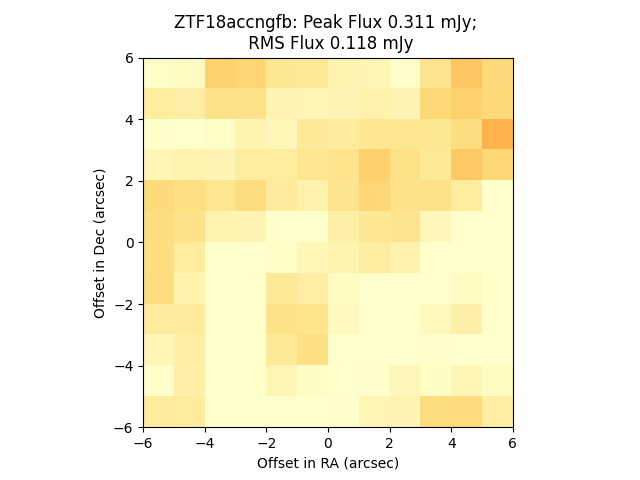 ZTF18accngfb: Peak Flux 0.311 mJy;
RMS Flux 0.118 mJy
6
4
2
0
−2
−4
−6
Offset in Dec (arcsec)
−6 −4 −2 0 2 4 6
Offset in RA (arcsec)